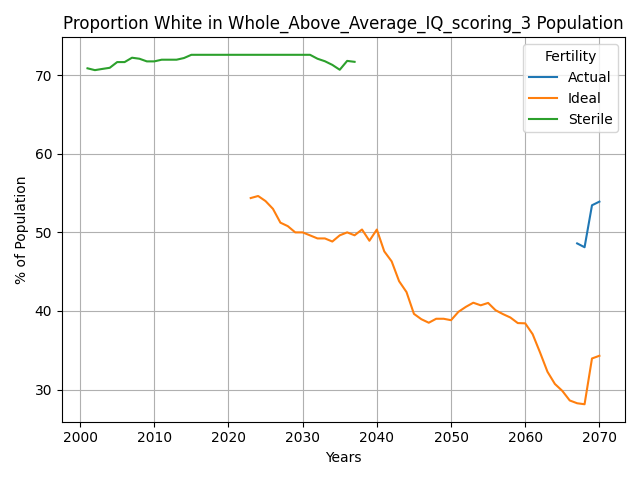 Proportion White in Whole_Above_Average_IQ_scoring_3 Population
Fertility
Actual
Ideal
Sterile
% of Population
70
60
50
40
30
2000 2010 2020 2030 2040 2050 2060 2070
Years